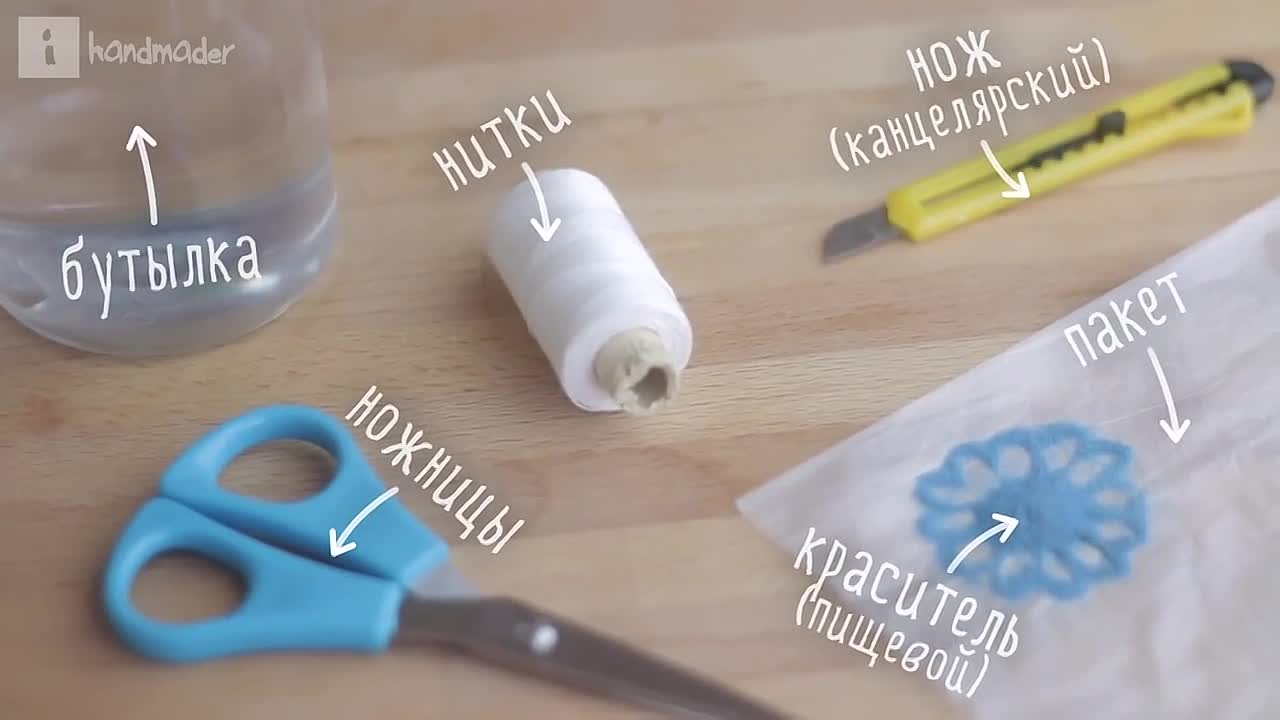 i handmader
нож
(канцелярский)
нитки
бутылка
пакет
ножницы
краситель
(пищевой)